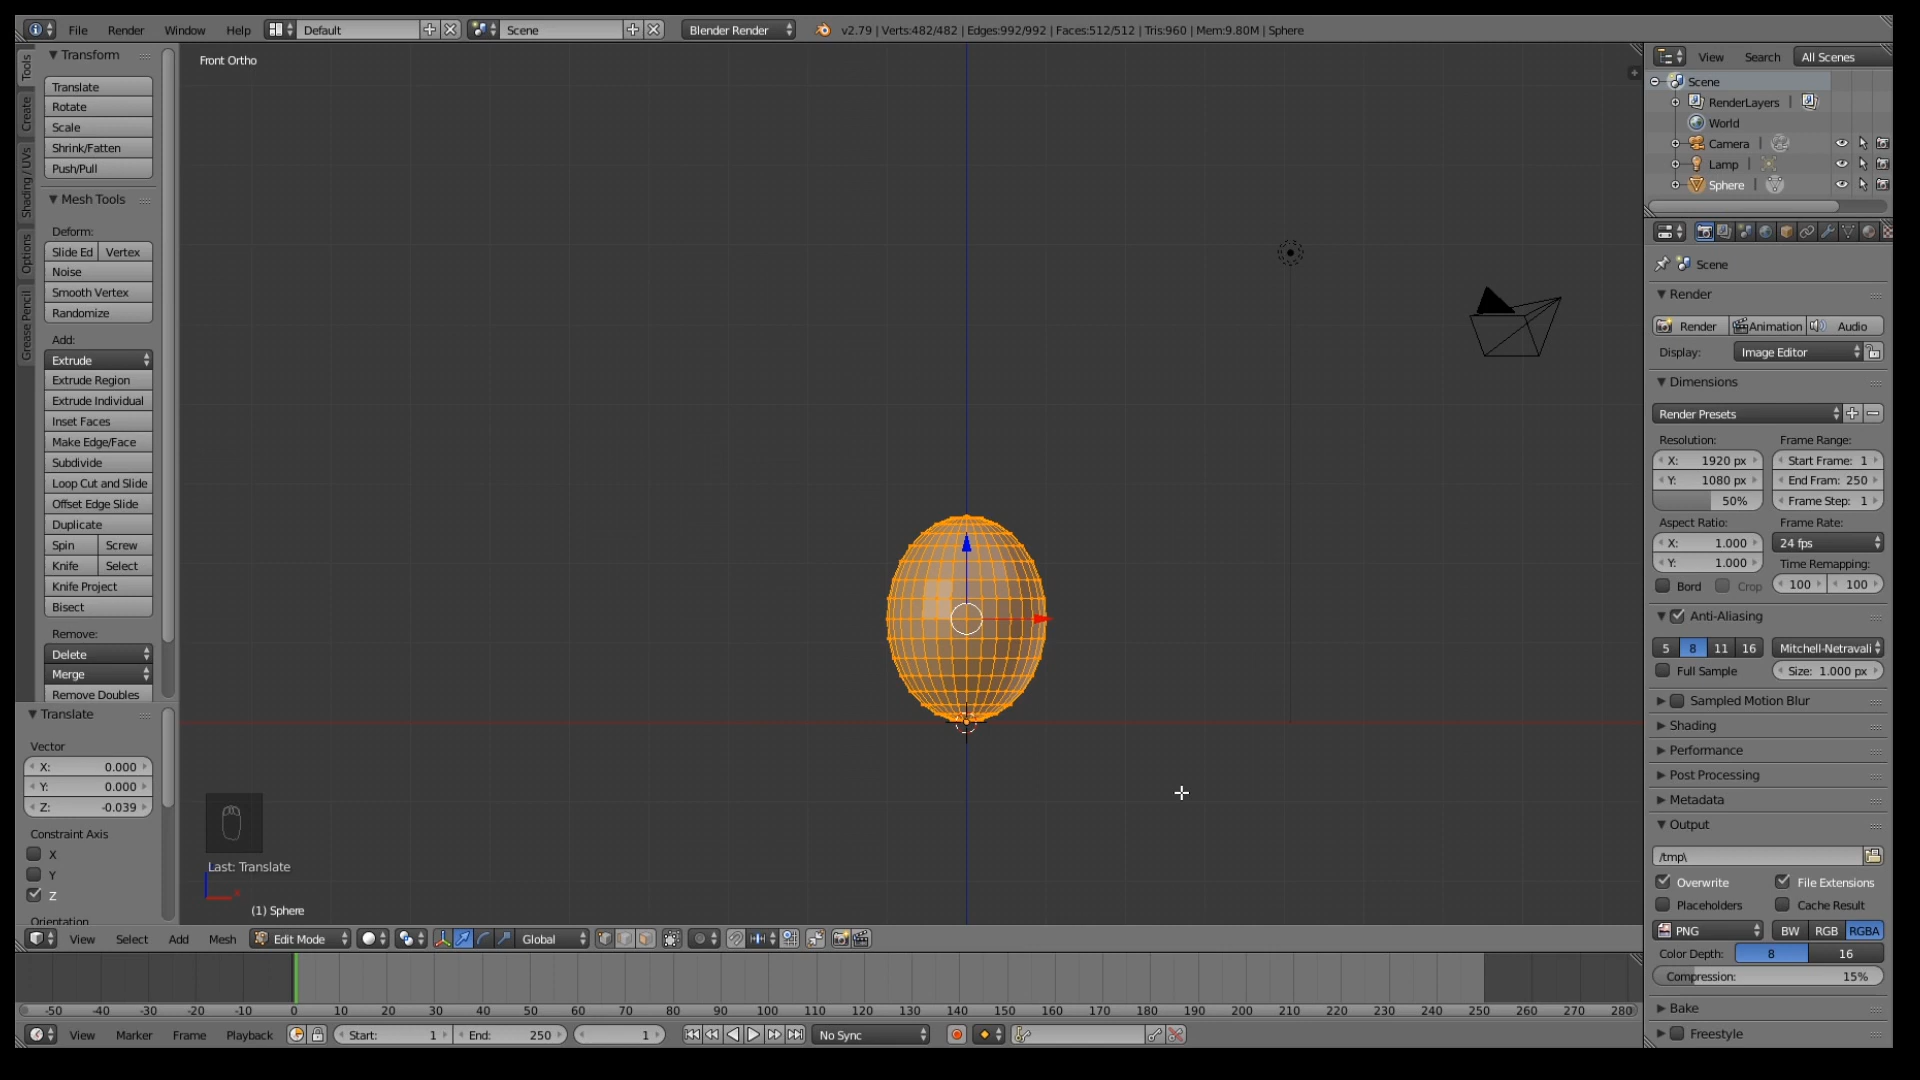 File Render Window Help Default Scene Blender Render v2.79 | Verts:482/482 | Edges:992/992 | Faces:512/512 | Tris:960 | Mem:9.80M | Sphere
Tools
Create
Shading / UVs
Options
Grease Pencil
Transform
Translate
Rotate
Scale
Shrink/Fatten
Push/Pull
Mesh Tools
Deform:
Slide Ed Vertex
Noise
Smooth Vertex
Randomize
Add:
Extrude
Extrude Region
Extrude Individual
Inset Faces
Make Edge/Face
Subdivide
Loop Cut and Slide
Offset Edge Slide
Duplicate
Spin Screw
Knife Select
Knife Project
Bisect
Remove:
Delete
Merge
Remove Doubles
Translate
Vector
X: 0.000
Y: 0.000
Z: -0.039
Constraint Axis
X
Y
Z
Orientation
Front Ortho
Last: Translate
(1) Sphere
View Select Add Mesh Edit Mode Global
-50 -40 -30 -20 -10 0 10 20 30 40 50 60 70 80 90 100 110 120 130 140 150 160 170 180 190 200 210 220 230 240 250 260 270 280
View Marker Frame Playback Start: 1 End: 250 1 No Sync
View Search All Scenes
Scene
RenderLayers |
World
Camera |
Lamp |
Sphere |
Scene
Render
Render Animation Audio
Display: Image Editor
Dimensions
Render Presets
Resolution: Frame Range:
X: 1920 px Start Frame: 1
Y: 1080 px End Fram: 250
50% Frame Step: 1
Aspect Ratio: Frame Rate:
X: 1.000 24 fps
Y: 1.000 Time Remapping:
Bord Crop 100 100
Anti-Aliasing
5 8 11 16 Mitchell-Netravali
Full Sample Size: 1.000 px
Sampled Motion Blur
Shading
Performance
Post Processing
Metadata
Output
/tmp\
Overwrite File Extensions
Placeholders Cache Result
PNG BW RGB RGBA
Color Depth: 8 16
Compression: 15%
Bake
Freestyle